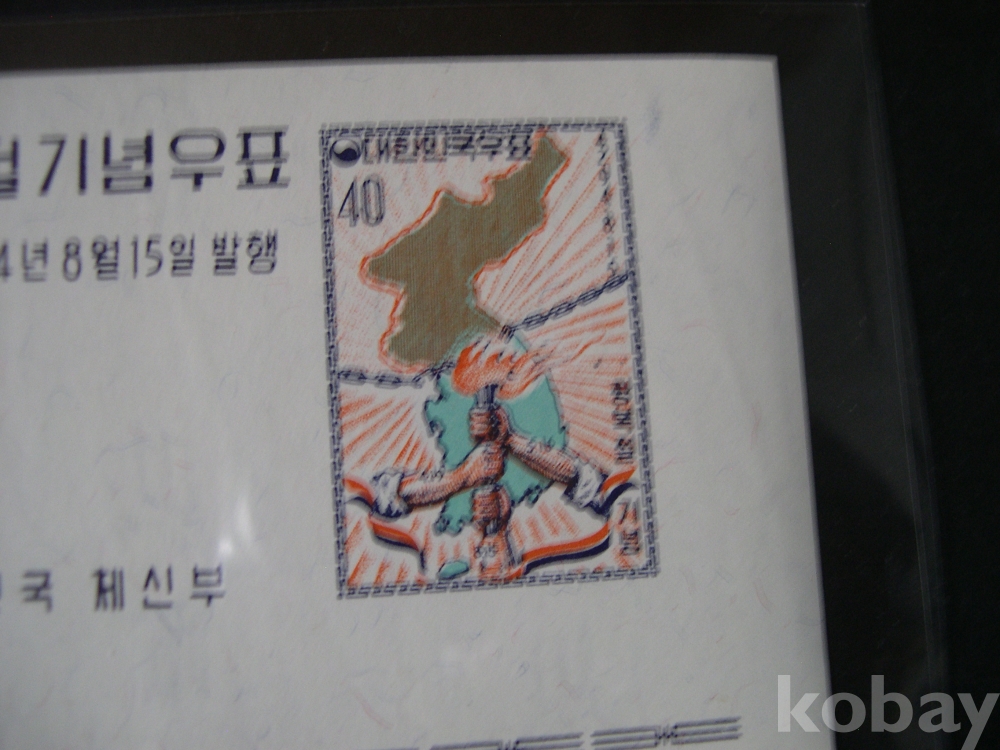 기념우표
4년 8월 15일 발행
국 체신부
대한민국우표
40
kobay